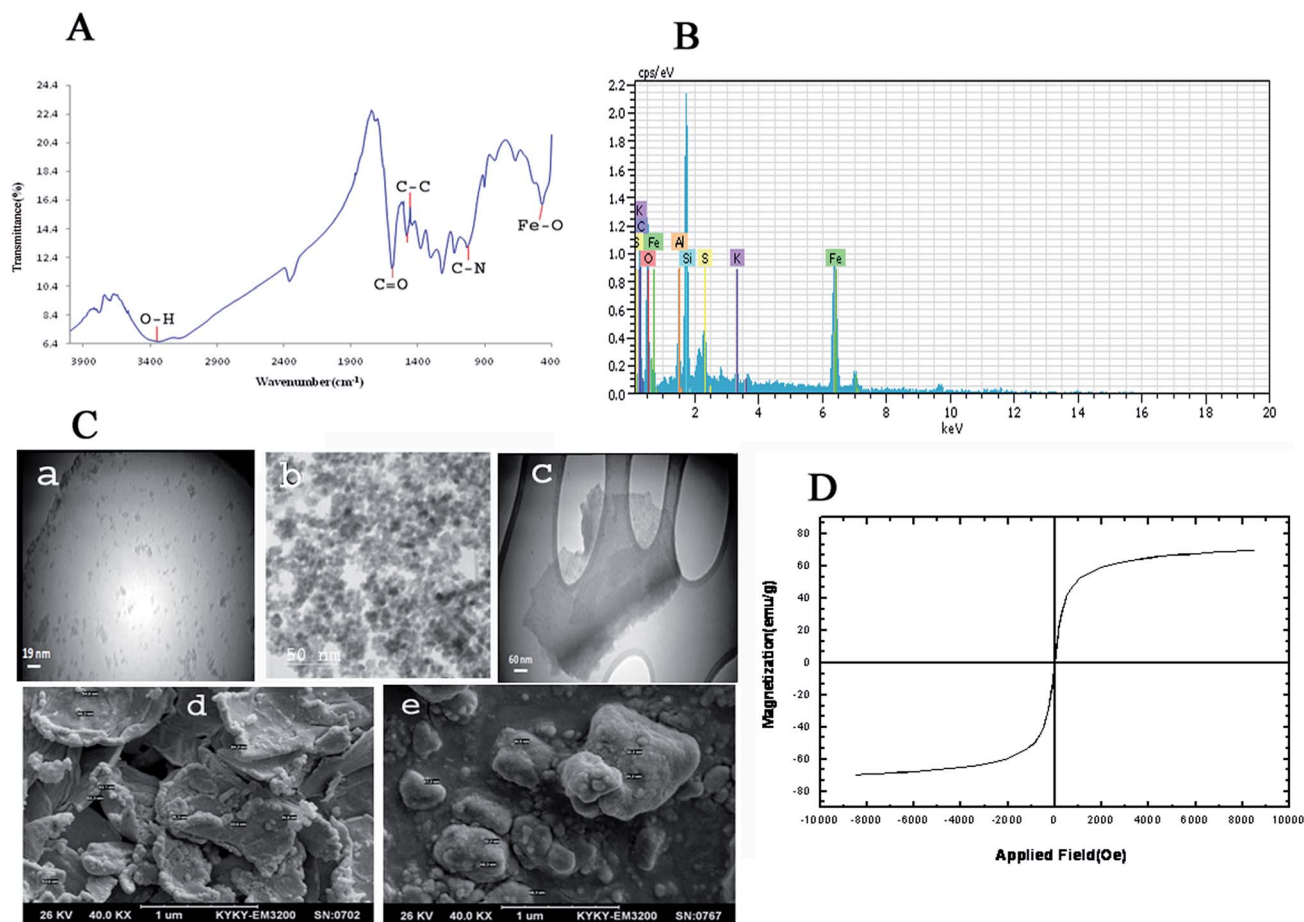 A
24.4
22.4
20.4
18.4
16.4
14.4
12.4
10.4
8.4
6.4
Transmittance(%)
O-H
C=O
C-C
C-N
Fe-O
3900 3400 2900 2400 1900 1400 900 400
Wavenumber(cm-1)
B
cps/eV
2.2
2.0
1.8
1.6
1.4
1.2
1.0
0.8
0.6
0.4
0.2
0.0
K
C
S Fe Al
O Si S K Fe
2 4 6 8 10 12 14 16 18 20
keV
C
a
19 nm
b
50 nm
c
60 nm
d
26 KV 40.0 KX 1 um KYKY-EM3200 SN:0702
e
26 KV 40.0 KX 1 um KYKY-EM3200 SN:0767
D
80
60
40
20
0
-20
-40
-60
-80
Magnetization(emu/g)
-10000 -8000 -6000 -4000 -2000 0 2000 4000 6000 8000 10000
Applied Field(Oe)